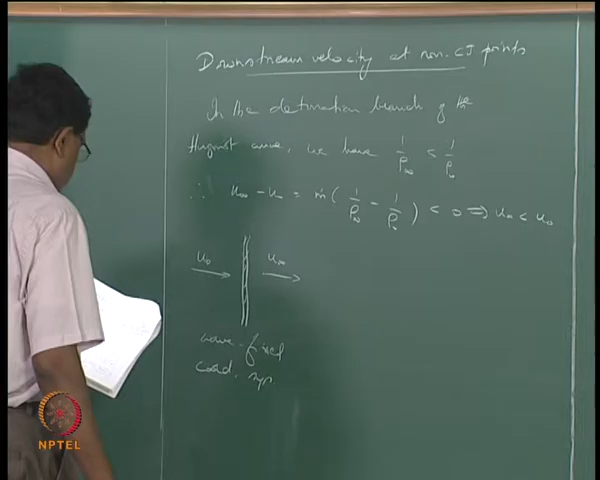 Downstream velocity at non-CJ points
In the detonation branch of the
Hugoniot curve, we have 1/ρ∞ < 1/ρ₀
∴ u∞ - u₀ = ṁ ( 1/ρ∞ - 1/ρ₀ ) < 0 ⇒ u∞ < u₀
u₀ u∞
wave-fixed
coord. sys.
NPTEL